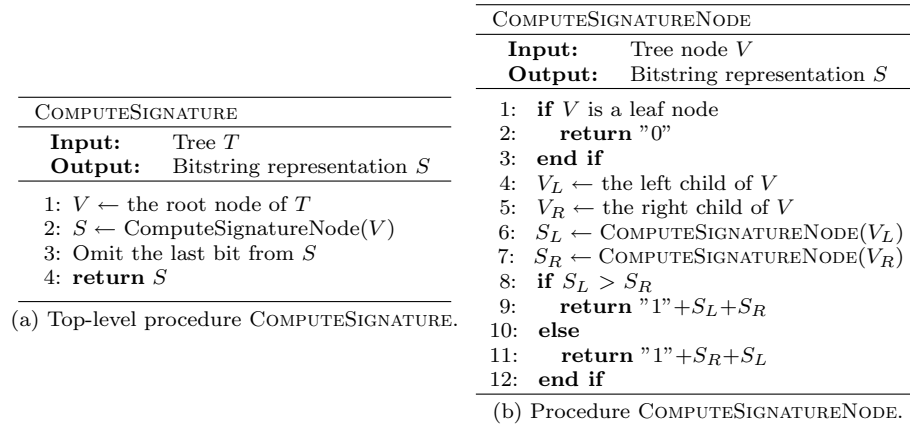 COMPUTESIGNATURE
Input: Tree T
Output: Bitstring representation S
1: V ← the root node of T
2: S ← ComputeSignatureNode(V)
3: Omit the last bit from S
4: return S
(a) Top-level procedure COMPUTESIGNATURE.
COMPUTESIGNATURENODE
Input: Tree node V
Output: Bitstring representation S
1: if V is a leaf node
2: return ”0”
3: end if
4: V_L ← the left child of V
5: V_R ← the right child of V
6: S_L ← COMPUTESIGNATURENODE(V_L)
7: S_R ← COMPUTESIGNATURENODE(V_R)
8: if S_L > S_R
9: return ”1”+S_L+S_R
10: else
11: return ”1”+S_R+S_L
12: end if
(b) Procedure COMPUTESIGNATURENODE.